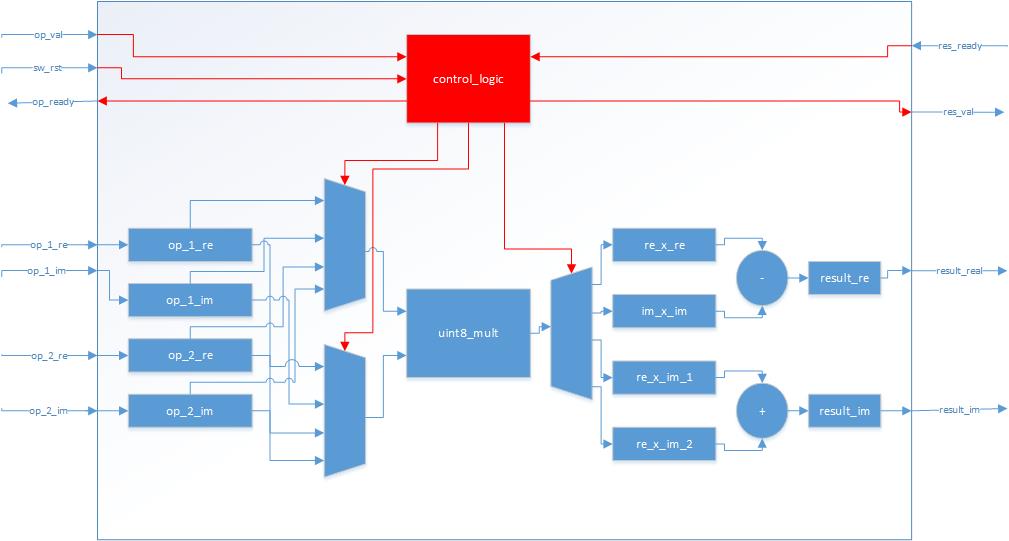 op_val
sw_rst
op_ready
control_logic
res_ready
res_val
op_1_re
op_1_im
op_2_re
op_2_im
op_1_re
op_1_im
op_2_re
op_2_im
uint8_mult
re_x_re
im_x_im
re_x_im_1
re_x_im_2
-
+
result_re
result_im
result_real
result_im